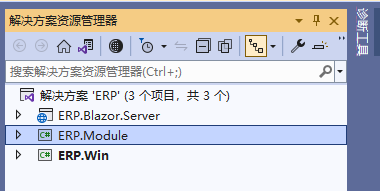 解决方案资源管理器
搜索解决方案资源管理器(Ctrl+;)
解决方案 'ERP' (3 个项目，共 3 个)
ERP.Blazor.Server
C# ERP.Module
C# ERP.Win
诊断工具